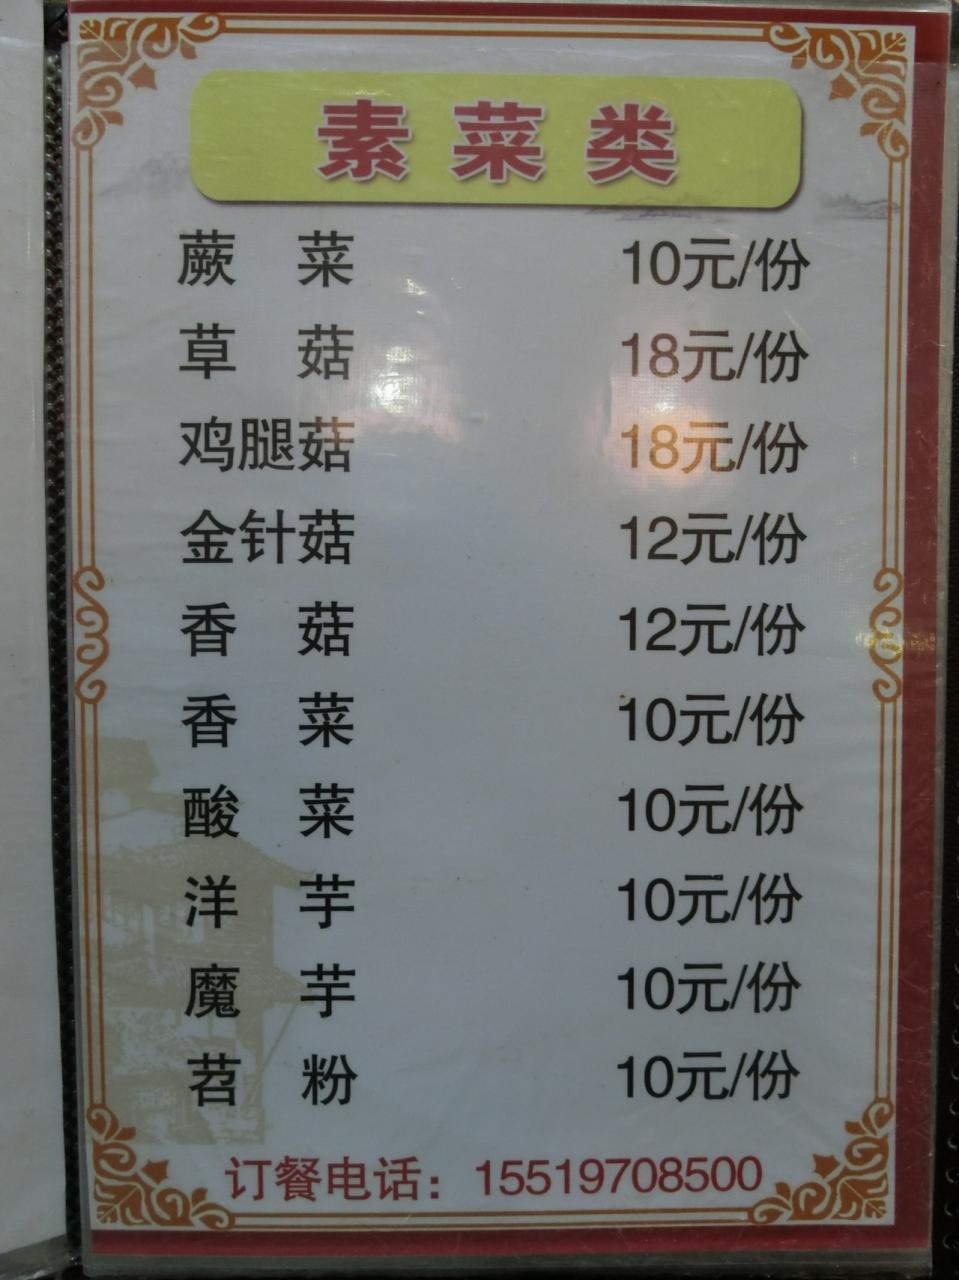 素菜类
蕨菜 10元/份
草菇 18元/份
鸡腿菇 18元/份
金针菇 12元/份
香菇 12元/份
香菜 10元/份
酸菜 10元/份
洋芋 10元/份
魔芋 10元/份
苕粉 10元/份
订餐电话：15519708500